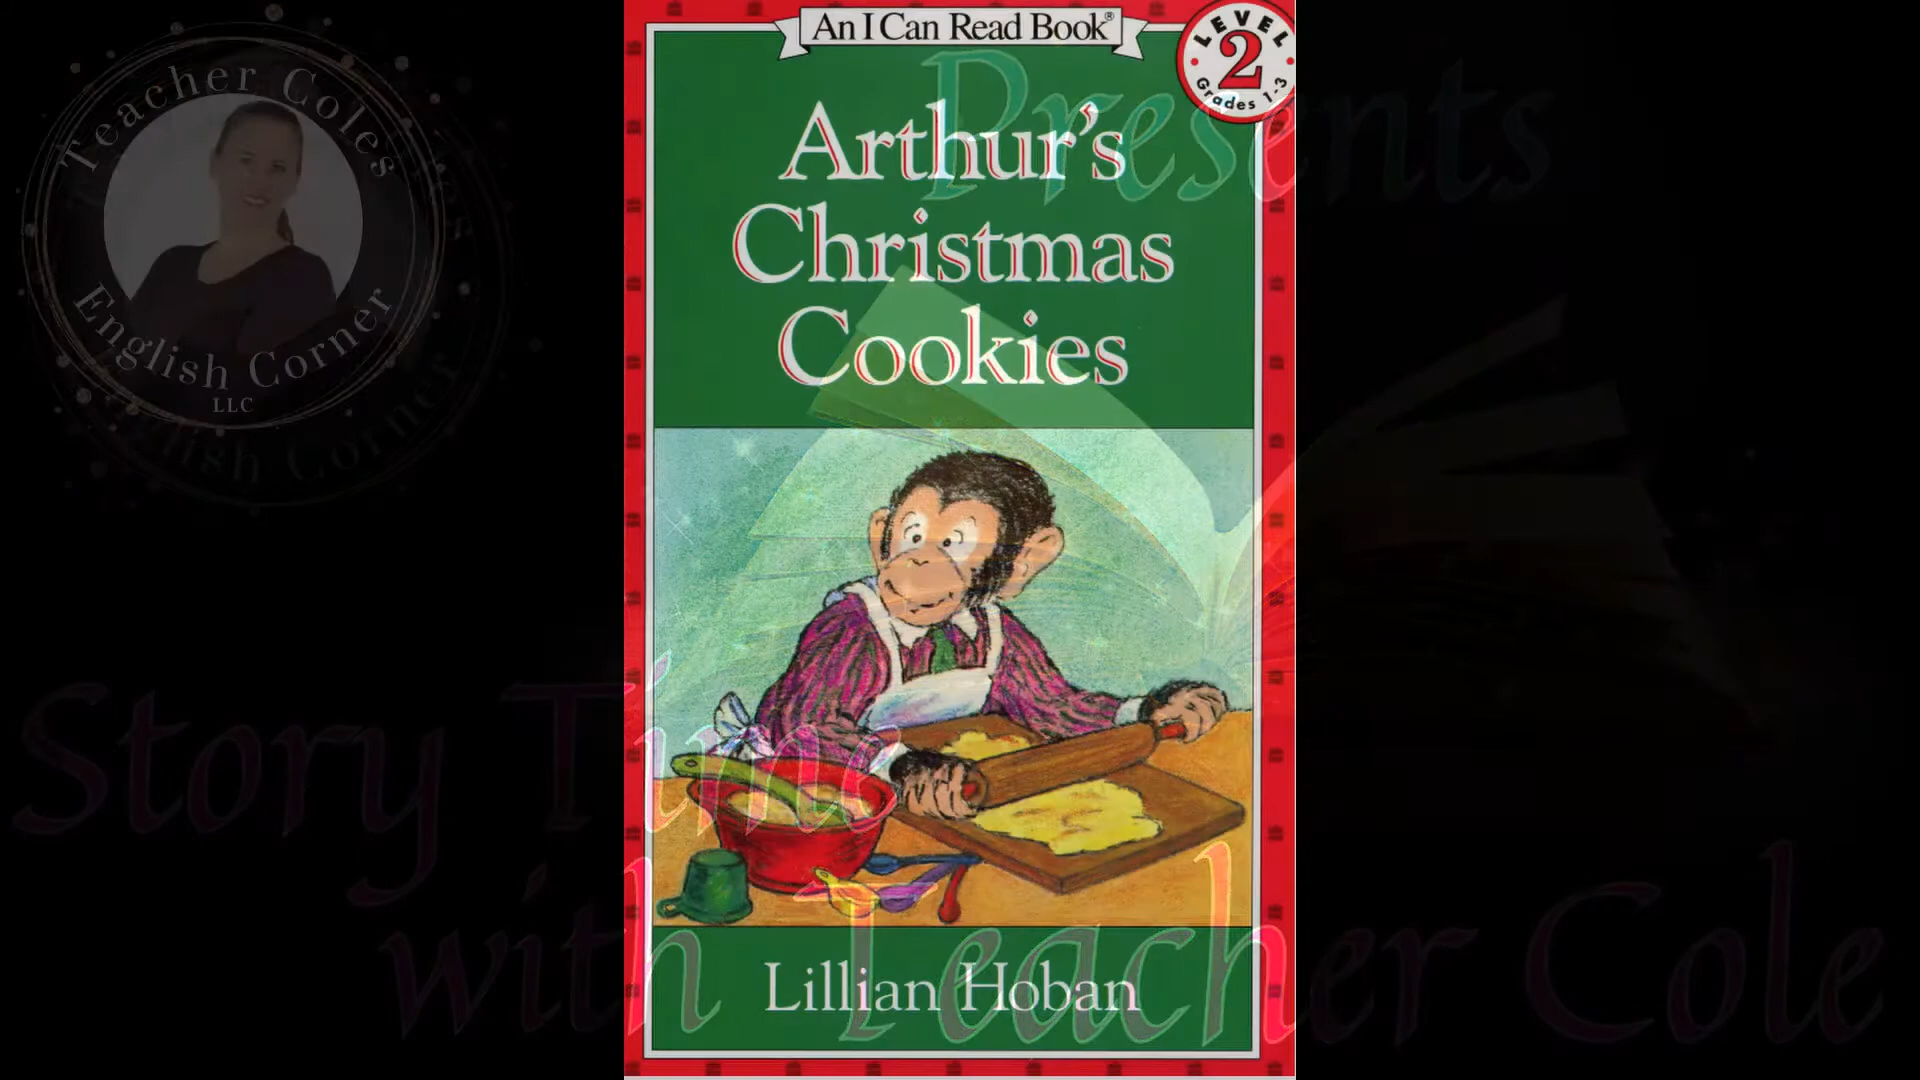 Teacher Coles
English Corner
LLC
An I Can Read Book®
LEVEL
2
Grades 1-3
Presents
Arthur's
Christmas
Cookies
Story Time
with Teacher Cole
Lillian Hoban